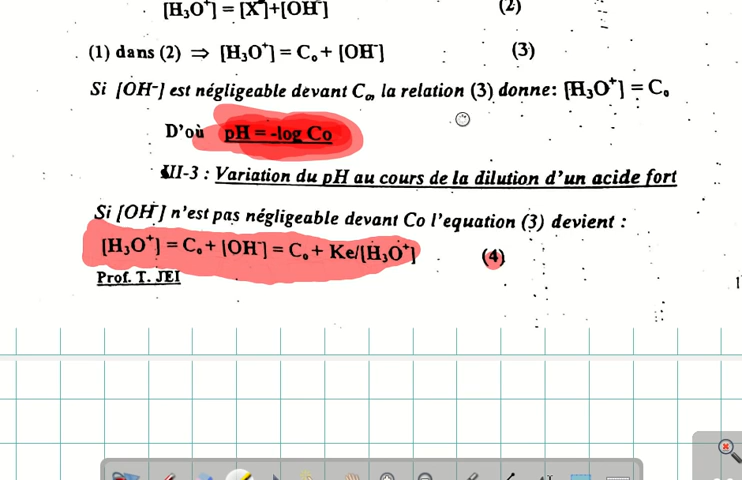 [H₃O⁺] = [X⁻]+[OH⁻] (2)
(1) dans (2) ⇒ [H₃O⁺] = C₀ + [OH⁻] (3)
Si [OH⁻] est négligeable devant C₀, la relation (3) donne: [H₃O⁺] = C₀
D'où pH = -log Co
III-3 : Variation du pH au cours de la dilution d'un acide fort
Si [OH⁻] n'est pas négligeable devant Co l'equation (3) devient :
[H₃O⁺] = C₀ + [OH⁻] = C₀ + Ke/[H₃O⁺] (4)
Prof. T. JEI